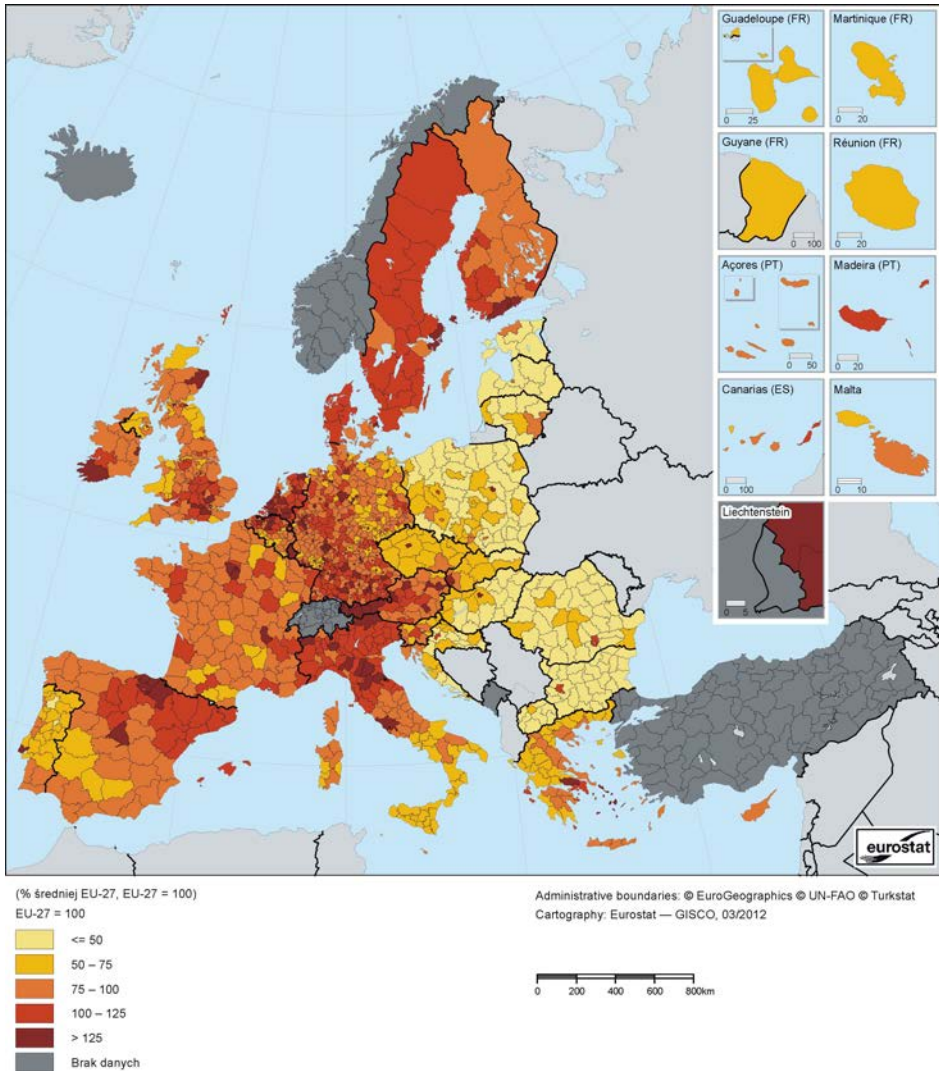 Guadeloupe (FR)
0 25
Martinique (FR)
0 20
Guyane (FR)
0 100
Réunion (FR)
0 20
Açores (PT)
0 50
Madeira (PT)
0 20
Canarias (ES)
0 100
Malta
0 10
Liechtenstein
0 5
eurostat
(% średniej EU-27, EU-27 = 100)
EU-27 = 100
<= 50
50 – 75
75 – 100
100 – 125
> 125
Brak danych
Administrative boundaries: © EuroGeographics © UN-FAO © Turkstat
Cartography: Eurostat — GISCO, 03/2012
0 200 400 600 800km